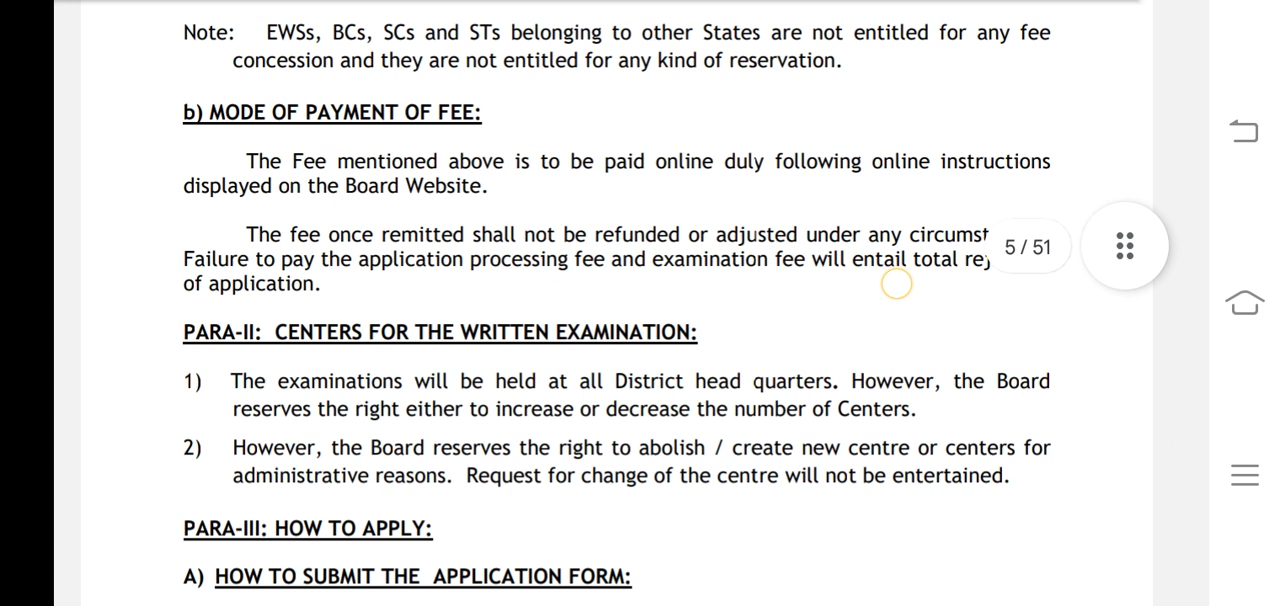 Note: EWSs, BCs, SCs and STs belonging to other States are not entitled for any fee
concession and they are not entitled for any kind of reservation.
b) MODE OF PAYMENT OF FEE:
The Fee mentioned above is to be paid online duly following online instructions
displayed on the Board Website.
The fee once remitted shall not be refunded or adjusted under any circumst
Failure to pay the application processing fee and examination fee will entail total rej
of application.
5 / 51
PARA-II: CENTERS FOR THE WRITTEN EXAMINATION:
1) The examinations will be held at all District head quarters. However, the Board
reserves the right either to increase or decrease the number of Centers.
2) However, the Board reserves the right to abolish / create new centre or centers for
administrative reasons. Request for change of the centre will not be entertained.
PARA-III: HOW TO APPLY:
A) HOW TO SUBMIT THE APPLICATION FORM: